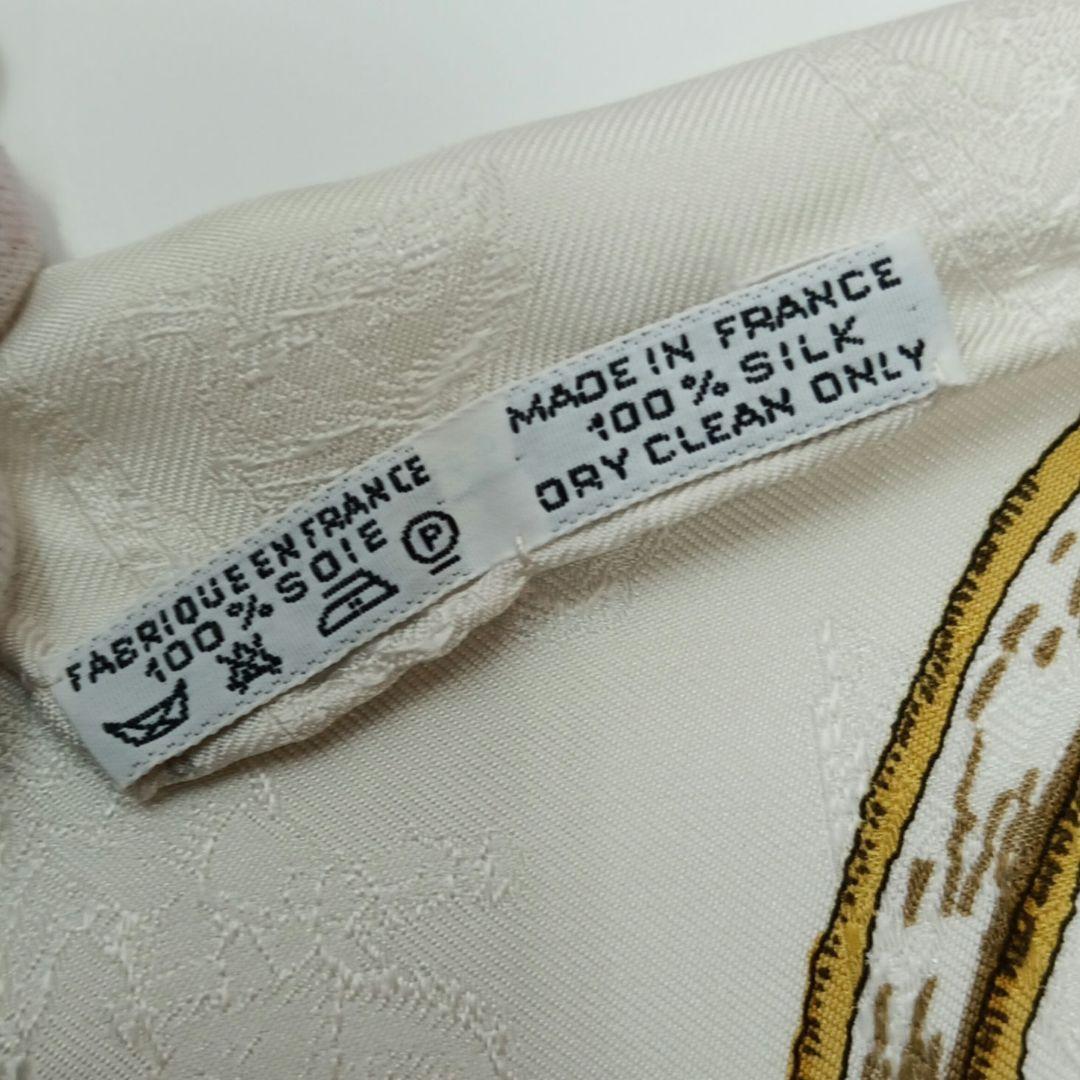 FABRIQUE EN FRANCE
100% SOIE
P
MADE IN FRANCE
100% SILK
DRY CLEAN ONLY